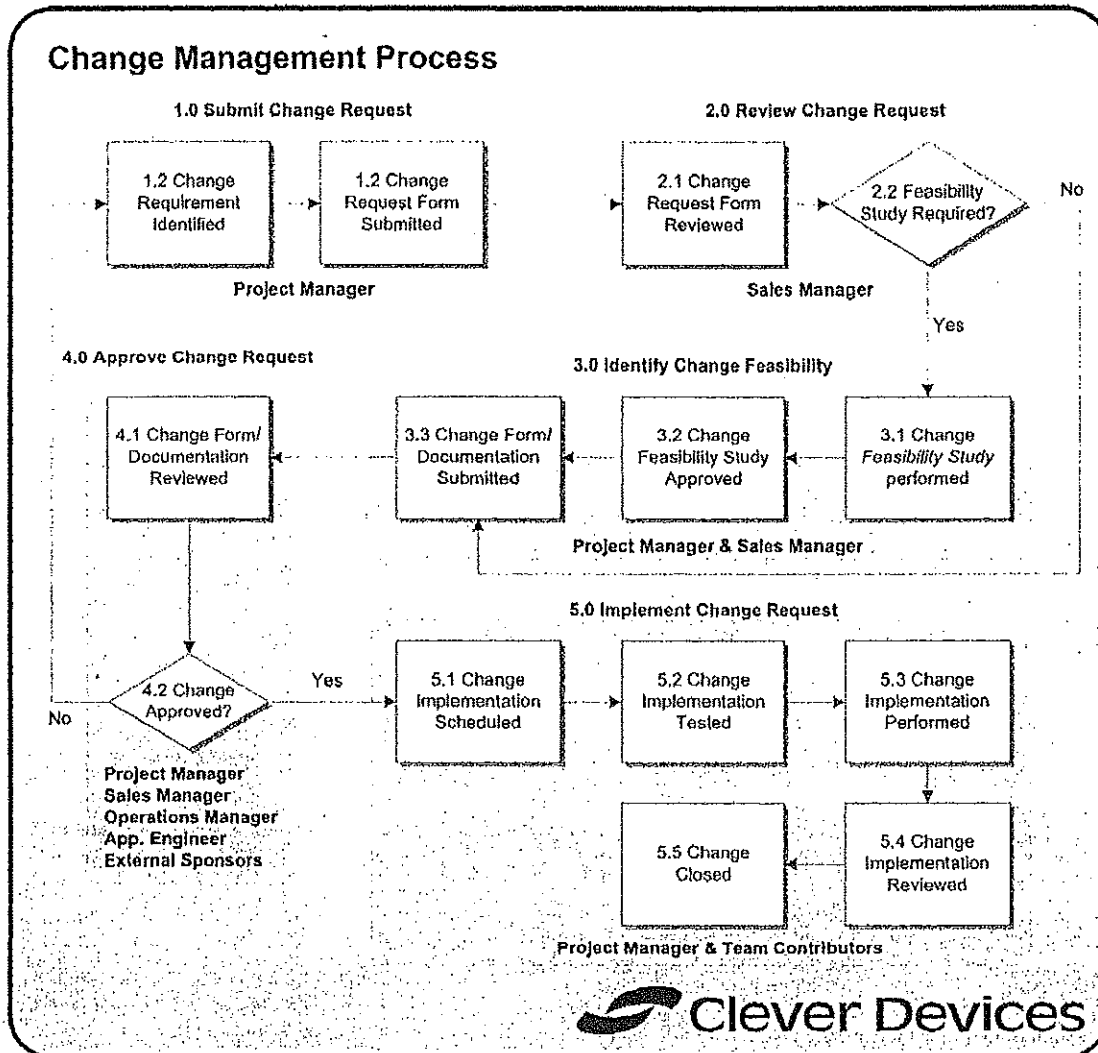 Change Management Process
1.0 Submit Change Request
2.0 Review Change Request
1.2 Change
Requirement
Identified
1.2 Change
Request Form
Submitted
2.1 Change
Request Form
Reviewed
2.2 Feasibility
Study Required?
No
Project Manager
Sales Manager
Yes
4.0 Approve Change Request
3.0 Identify Change Feasibility
4.1 Change Form/
Documentation
Reviewed
3.3 Change Form/
Documentation
Submitted
3.2 Change
Feasibility Study
Approved
3.1 Change
Feasibility Study
performed
Project Manager & Sales Manager
5.0 Implement Change Request
4.2 Change
Approved?
Yes
No
5.1 Change
Implementation
Scheduled
5.2 Change
Implementation
Tested
5.3 Change
Implementation
Performed
Project Manager
Sales Manager
Operations Manager
App. Engineer
External Sponsors
5.5 Change
Closed
5.4 Change
Implementation
Reviewed
Project Manager & Team Contributors
Clever Devices